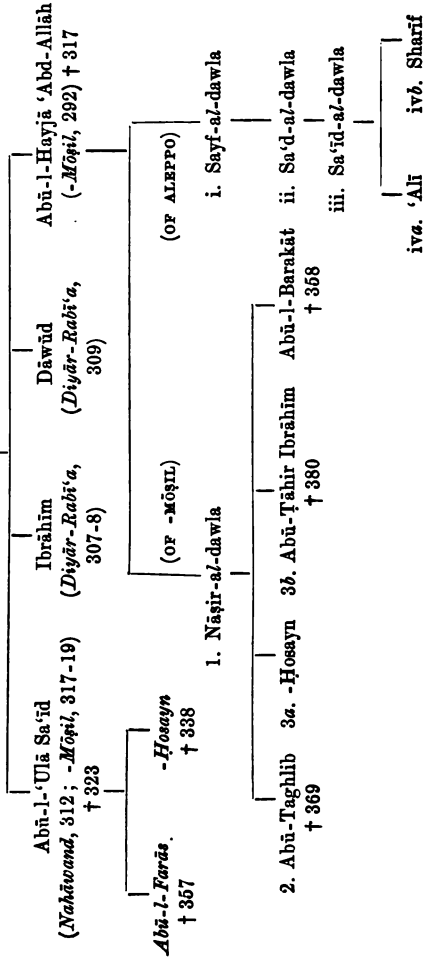 Abū-l-‘Ulā Sa‘īd
(Nahāwand, 312; -Mōṣil, 317-19)
† 323
Ibrāhīm
(Diyār-Rabī‘a,
307-8)
Dāwūd
(Diyār-Rabī‘a,
309)
Abū-l-Hayjā ‘Abd-Allāh
(-Mōṣil, 292) † 317
Abū-l-Farās.
† 357
-Ḥosayn
† 338
(OF -MŌṢIL)
(OF ALEPPO)
1. Nāṣir-al-dawla
i. Sayf-al-dawla
2. Abū-Taghlib
† 369
3a. -Ḥosayn
3b. Abū-Ṭāhir Ibrāhīm
† 380
Abū-l-Barakāt
† 358
ii. Sa‘d-al-dawla
iii. Sa‘īd-al-dawla
iva. ‘Alī
ivb. Sharīf